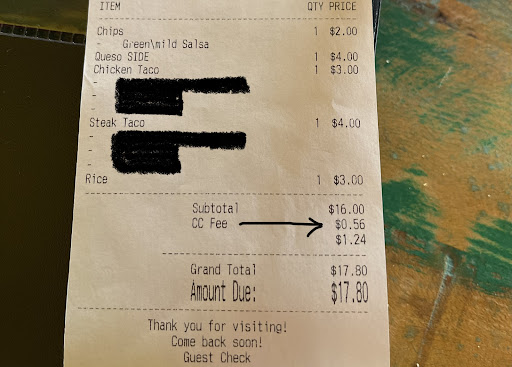 ITEM QTY PRICE
Chips 1 $2.00
- Green\mild Salsa
Queso SIDE 1 $4.00
Chicken Taco 1 $3.00
-
-
-
Steak Taco 1 $4.00
-
-
-
Rice 1 $3.00
Subtotal $16.00
CC Fee $0.56
$1.24
Grand Total $17.80
Amount Due: $17.80
Thank you for visiting!
Come back soon!
Guest Check